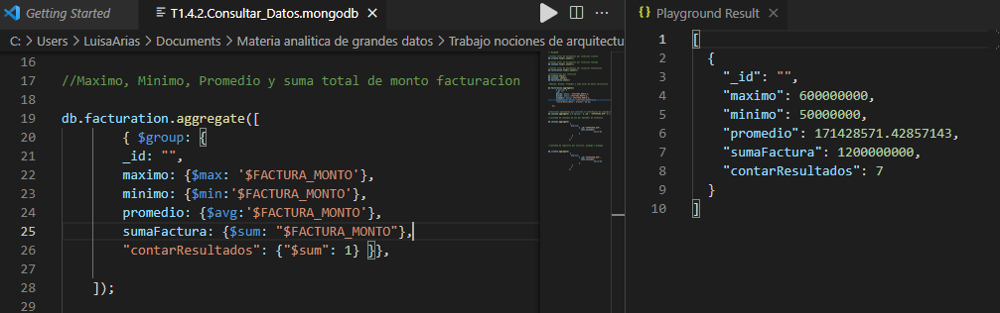 Getting Started
T1.4.2.Consultar_Datos.mongodb
Playground Result
C: > Users > LuisaArias > Documents > Materia analitica de grandes datos > Trabajo nociones de arquitectu
16
17 //Maximo, Minimo, Promedio y suma total de monto facturacion
18
19 db.facturation.aggregate([
20 { $group: {
21 _id: "",
22 maximo: {$max: '$FACTURA_MONTO'},
23 minimo: {$min:'$FACTURA_MONTO'},
24 promedio: {$avg:'$FACTURA_MONTO'},
25 sumaFactura: {$sum: "$FACTURA_MONTO"},
26 "contarResultados": {"$sum": 1} }},
27
28 ]);
29
1 [
2 {
3 "_id": "",
4 "maximo": 600000000,
5 "minimo": 50000000,
6 "promedio": 171428571.42857143,
7 "sumaFactura": 1200000000,
8 "contarResultados": 7
9 }
10 ]